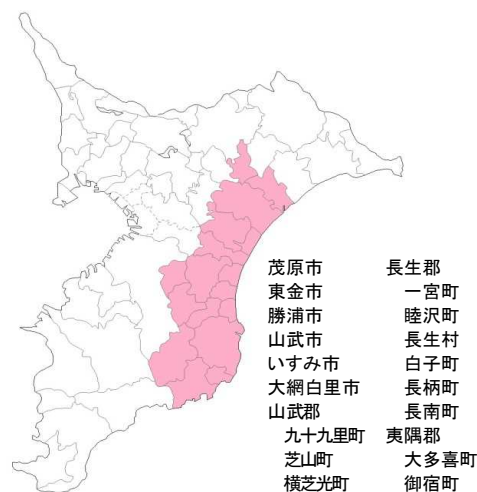 茂原市
東金市
勝浦市
山武市
いすみ市
大網白里市
山武郡
九十九里町
芝山町
横芝光町
長生郡
一宮町
睦沢町
長生村
白子町
長柄町
長南町
夷隅郡
大多喜町
御宿町